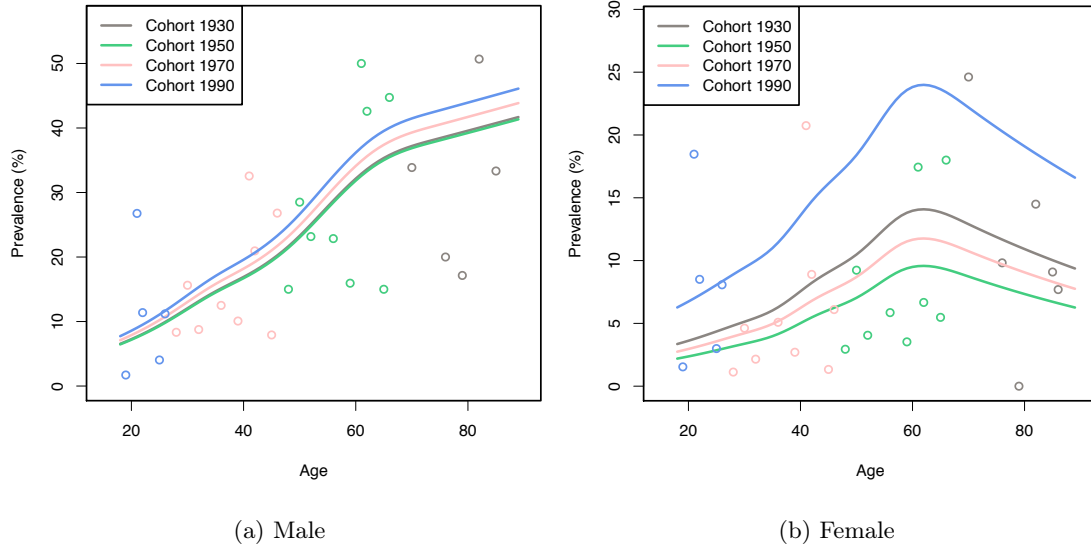 Cohort 1930
Cohort 1950
Cohort 1970
Cohort 1990
Prevalence (%)
50
40
30
20
10
0
20 40 60 80
Age
(a) Male
Cohort 1930
Cohort 1950
Cohort 1970
Cohort 1990
Prevalence (%)
30
25
20
15
10
5
0
20 40 60 80
Age
(b) Female